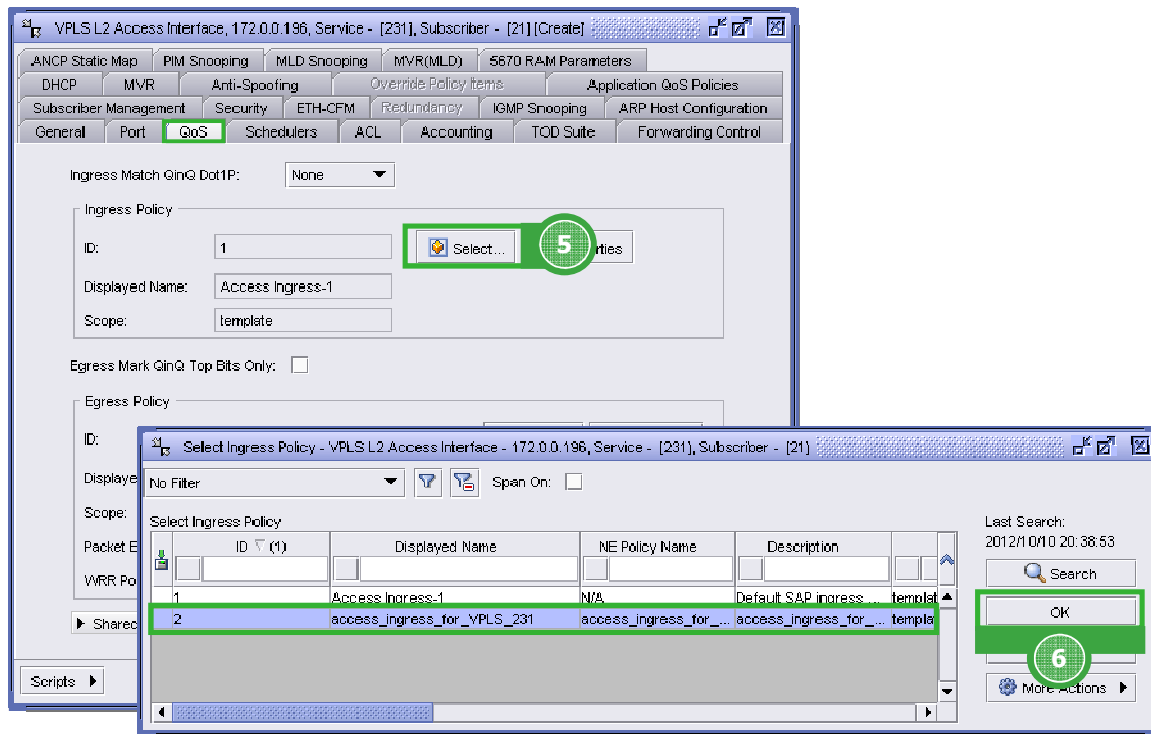 VPLS L2 Access Interface, 172.0.0.196, Service - [231], Subscriber - [21] [Create]
ANCP Static Map PIM Snooping MLD Snooping MVR(MLD) 5670 RAM Parameters
DHCP MVR Anti-Spoofing Override Policy Items Application QoS Policies
Subscriber Management Security ETH-CFM Redundancy IGMP Snooping ARP Host Configuration
General Port QoS Schedulers ACL Accounting TOD Suite Forwarding Control
Ingress Match QinQ Dot1P: None
Ingress Policy
ID: 1 Select... 5 rties
Displayed Name: Access Ingress-1
Scope: template
Egress Mark QinQ Top Bits Only:
Egress Policy
ID:
Displaye
Scope:
Packet E
WRR Po
Sharec
Scripts
Select Ingress Policy - VPLS L2 Access Interface - 172.0.0.196, Service - [231], Subscriber - [21]
No Filter Span On:
Select Ingress Policy
ID (1) Displayed Name NE Policy Name Description
1 Access Ingress-1 N/A Default SAP ingress ... templat
2 access_ingress_for_VPLS_231 access_ingress_for_... access_ingress_for_... templat
Last Search:
2012/10/10 20:38:53
Search
OK
6
More Actions